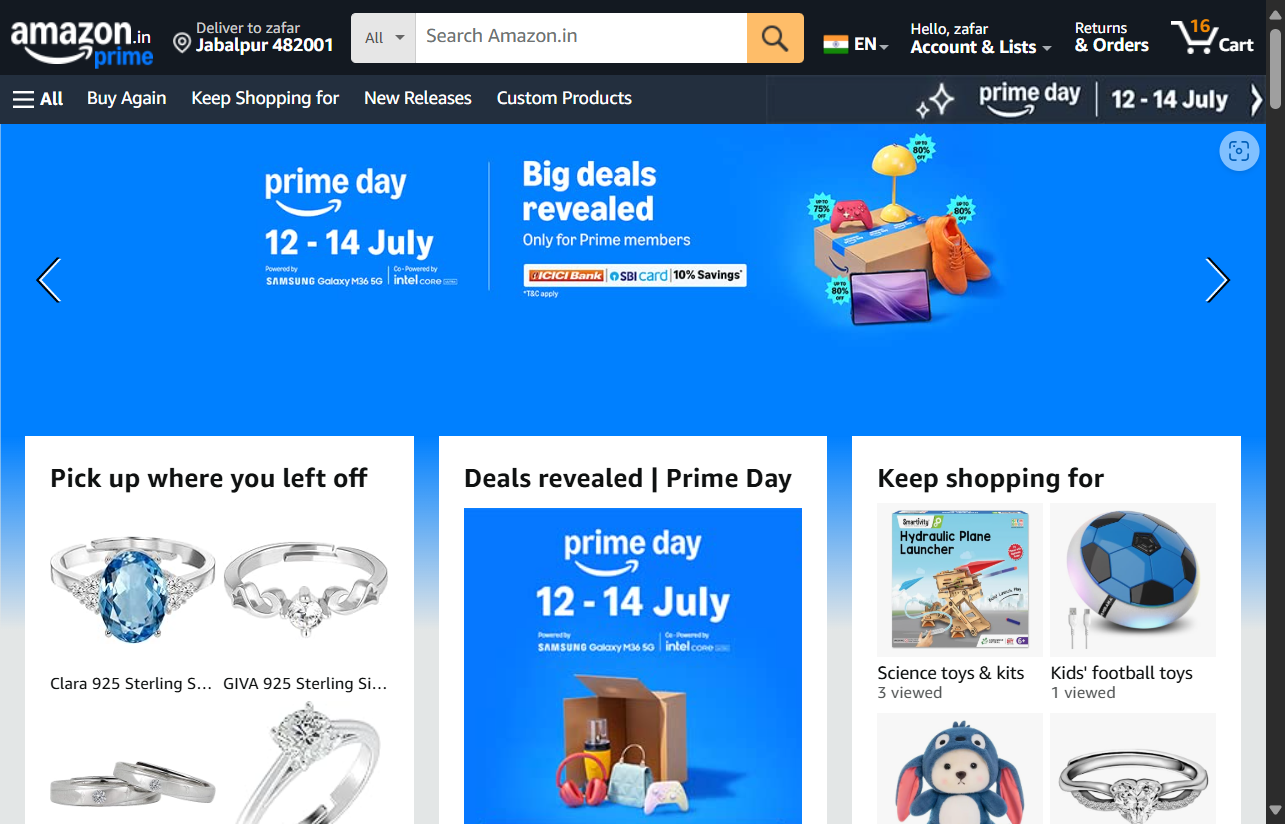 amazon.in
prime
Deliver to zafar
Jabalpur 482001
All
Search Amazon.in
EN
Hello, zafar
Account & Lists
Returns
& Orders
16
Cart
All
Buy Again
Keep Shopping for
New Releases
Custom Products
prime day
12 - 14 July
prime day
12 - 14 July
Powered by
SAMSUNG Galaxy M36 5G
Co-Powered by
intel CORE
Big deals
revealed
Only for Prime members
ICICI Bank
SBI card
10% Savings*
*T&C apply
UP TO
80%
OFF
UP TO
75%
OFF
UP TO
80%
OFF
UP TO
80%
OFF
Pick up where you left off
Clara 925 Sterling S...
GIVA 925 Sterling Si...
Deals revealed | Prime Day
prime day
12 - 14 July
Powered by
SAMSUNG Galaxy M36 5G
Co-Powered by
intel CORE
Keep shopping for
Smartivity
Hydraulic Plane
Launcher
6+
Science toys & kits
3 viewed
Kids' football toys
1 viewed